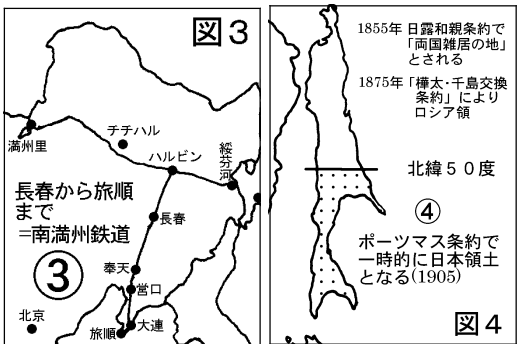 図３
満州里
チチハル
ハルビン
綏芬河
長春から旅順
まで
=南満州鉄道
③
長春
奉天
営口
北京
旅順
大連
1855年 日露和親条約で
「両国雑居の地」
とされる
1875年「樺太･千島交換
条約」により
ロシア領
北緯５０度
④
ポーツマス条約で
一時的に日本領土
となる(1905)
図４